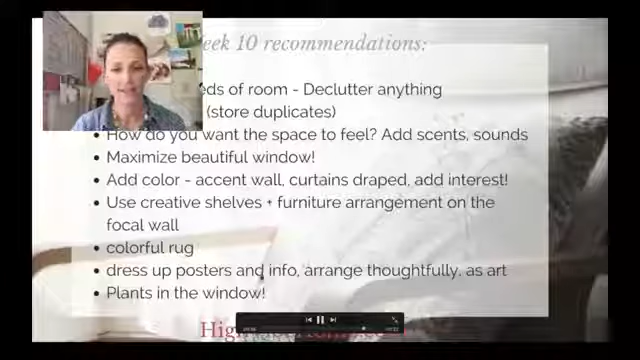 eek 10 recommendations:
eds of room - Declutter anything
(store duplicates)
How do you want the space to feel? Add scents, sounds
Maximize beautiful window!
Add color - accent wall, curtains draped, add interest!
Use creative shelves + furniture arrangement on the
focal wall
colorful rug
dress up posters and info, arrange thoughtfully, as art
Plants in the window!